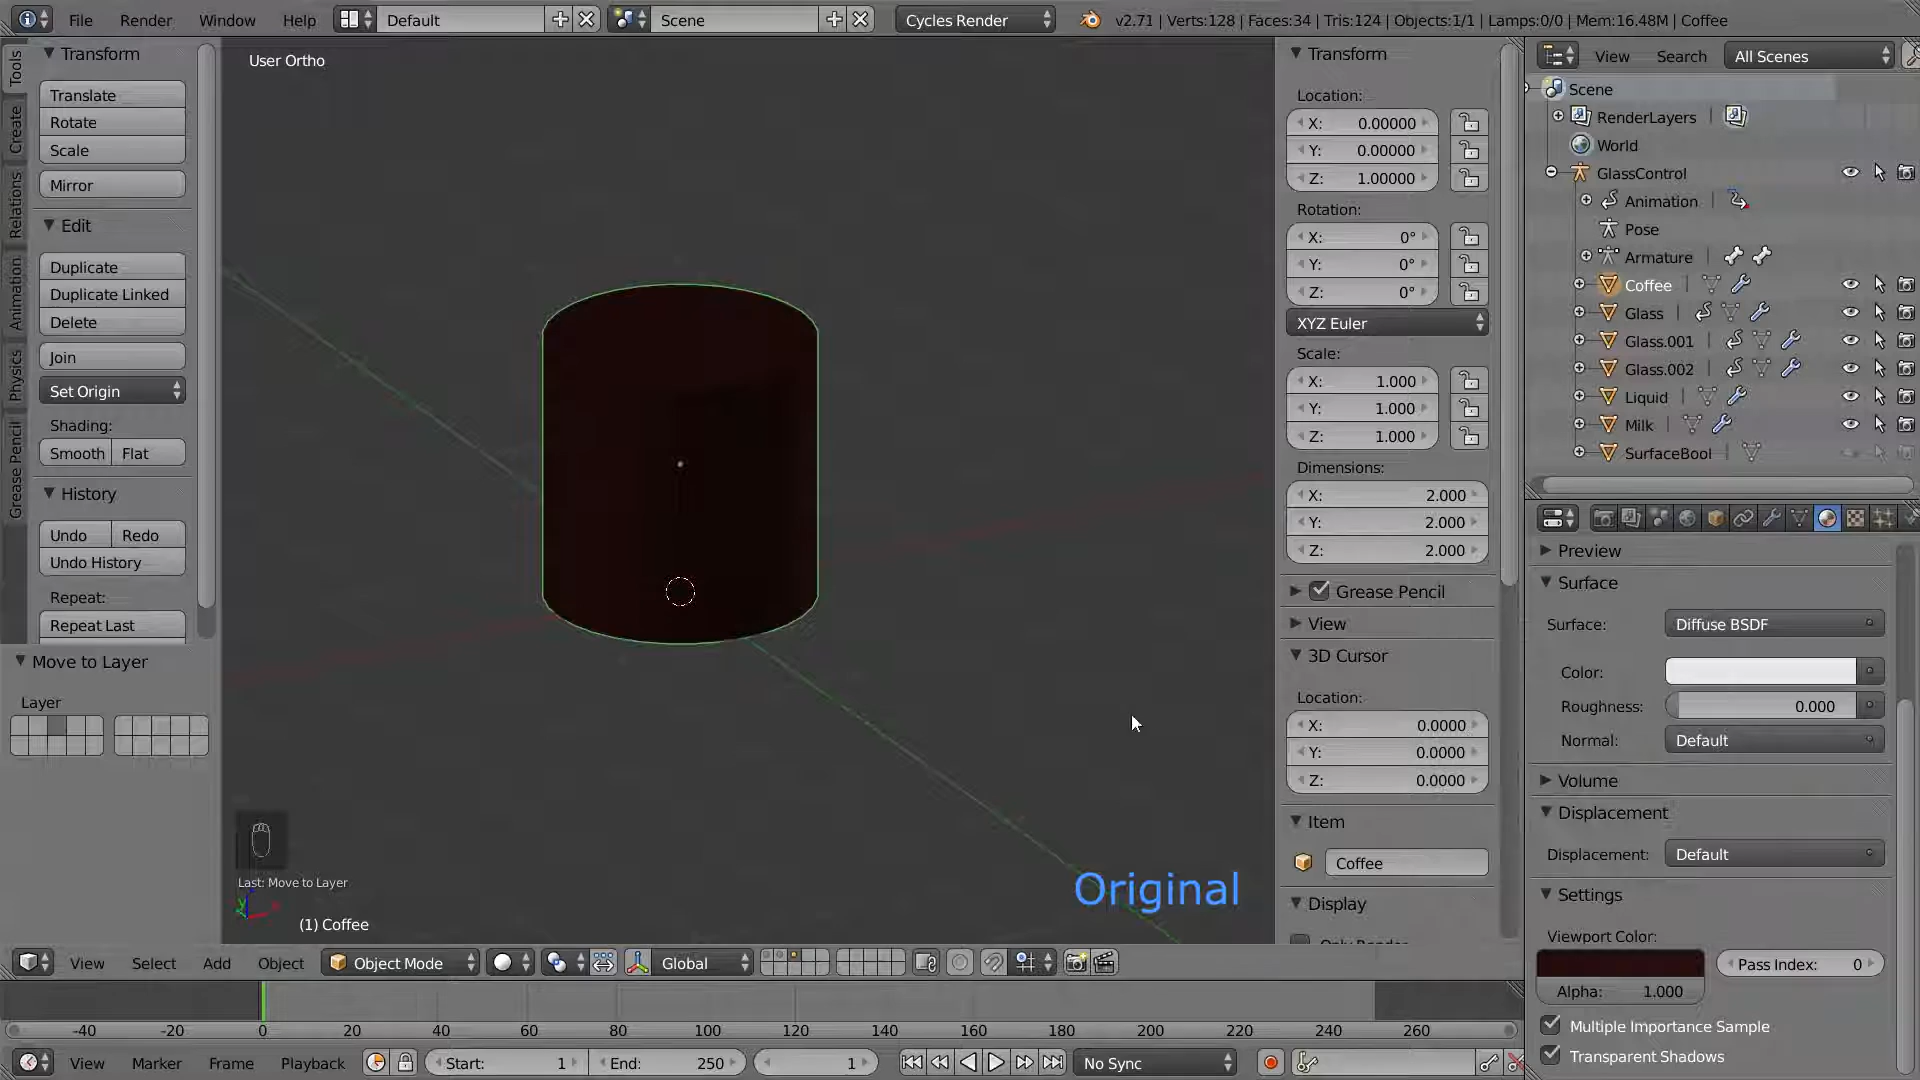 File Render Window Help Default Scene Cycles Render v2.71 | Verts:128 | Faces:34 | Tris:124 | Objects:1/1 | Lamps:0/0 | Mem:16.48M | Coffee
Tools
Create
Relations
Animation
Physics
Grease Pencil
Transform
Translate
Rotate
Scale
Mirror
Edit
Duplicate
Duplicate Linked
Delete
Join
Set Origin
Shading:
Smooth Flat
History
Undo Redo
Undo History
Repeat:
Repeat Last
Move to Layer
Layer
User Ortho
Last: Move to Layer
(1) Coffee
Original
Transform
Location:
X: 0.00000
Y: 0.00000
Z: 1.00000
Rotation:
X: 0°
Y: 0°
Z: 0°
XYZ Euler
Scale:
X: 1.000
Y: 1.000
Z: 1.000
Dimensions:
X: 2.000
Y: 2.000
Z: 2.000
Grease Pencil
View
3D Cursor
Location:
X: 0.0000
Y: 0.0000
Z: 0.0000
Item
Coffee
Display
View Search All Scenes
Scene
RenderLayers
World
GlassControl
Animation
Pose
Armature
Coffee
Glass
Glass.001
Glass.002
Liquid
Milk
SurfaceBool
Preview
Surface
Surface: Diffuse BSDF
Color:
Roughness: 0.000
Normal: Default
Volume
Displacement
Displacement: Default
Settings
Viewport Color:
Pass Index: 0
Alpha: 1.000
Multiple Importance Sample
Transparent Shadows
View Select Add Object Object Mode Global
-40 -20 0 20 40 60 80 100 120 140 160 180 200 220 240 260
View Marker Frame Playback Start: 1 End: 250 1 No Sync